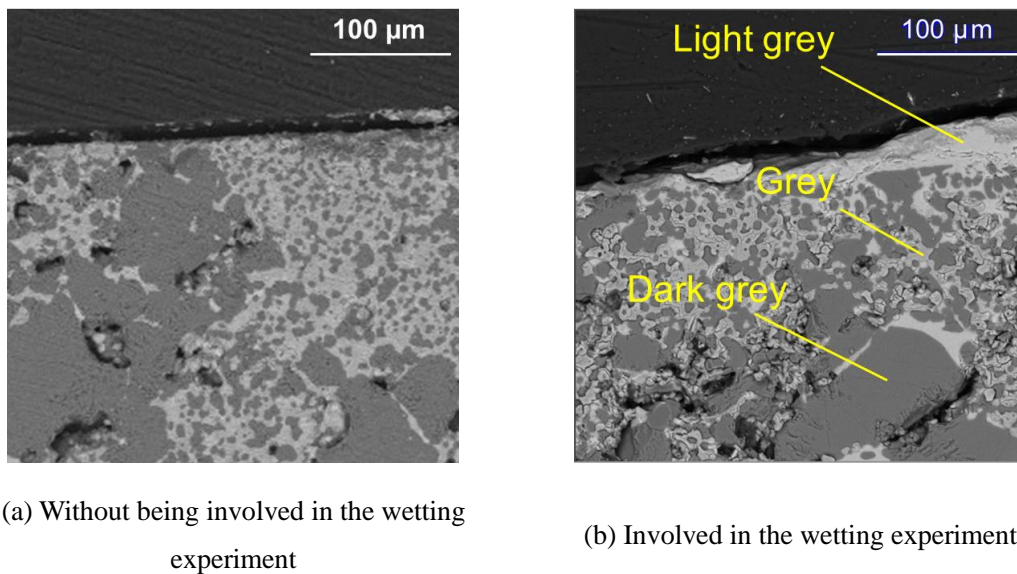 100 µm
100 µm
Light grey
Grey
Dark grey
(a) Without being involved in the wetting
experiment
(b) Involved in the wetting experiment